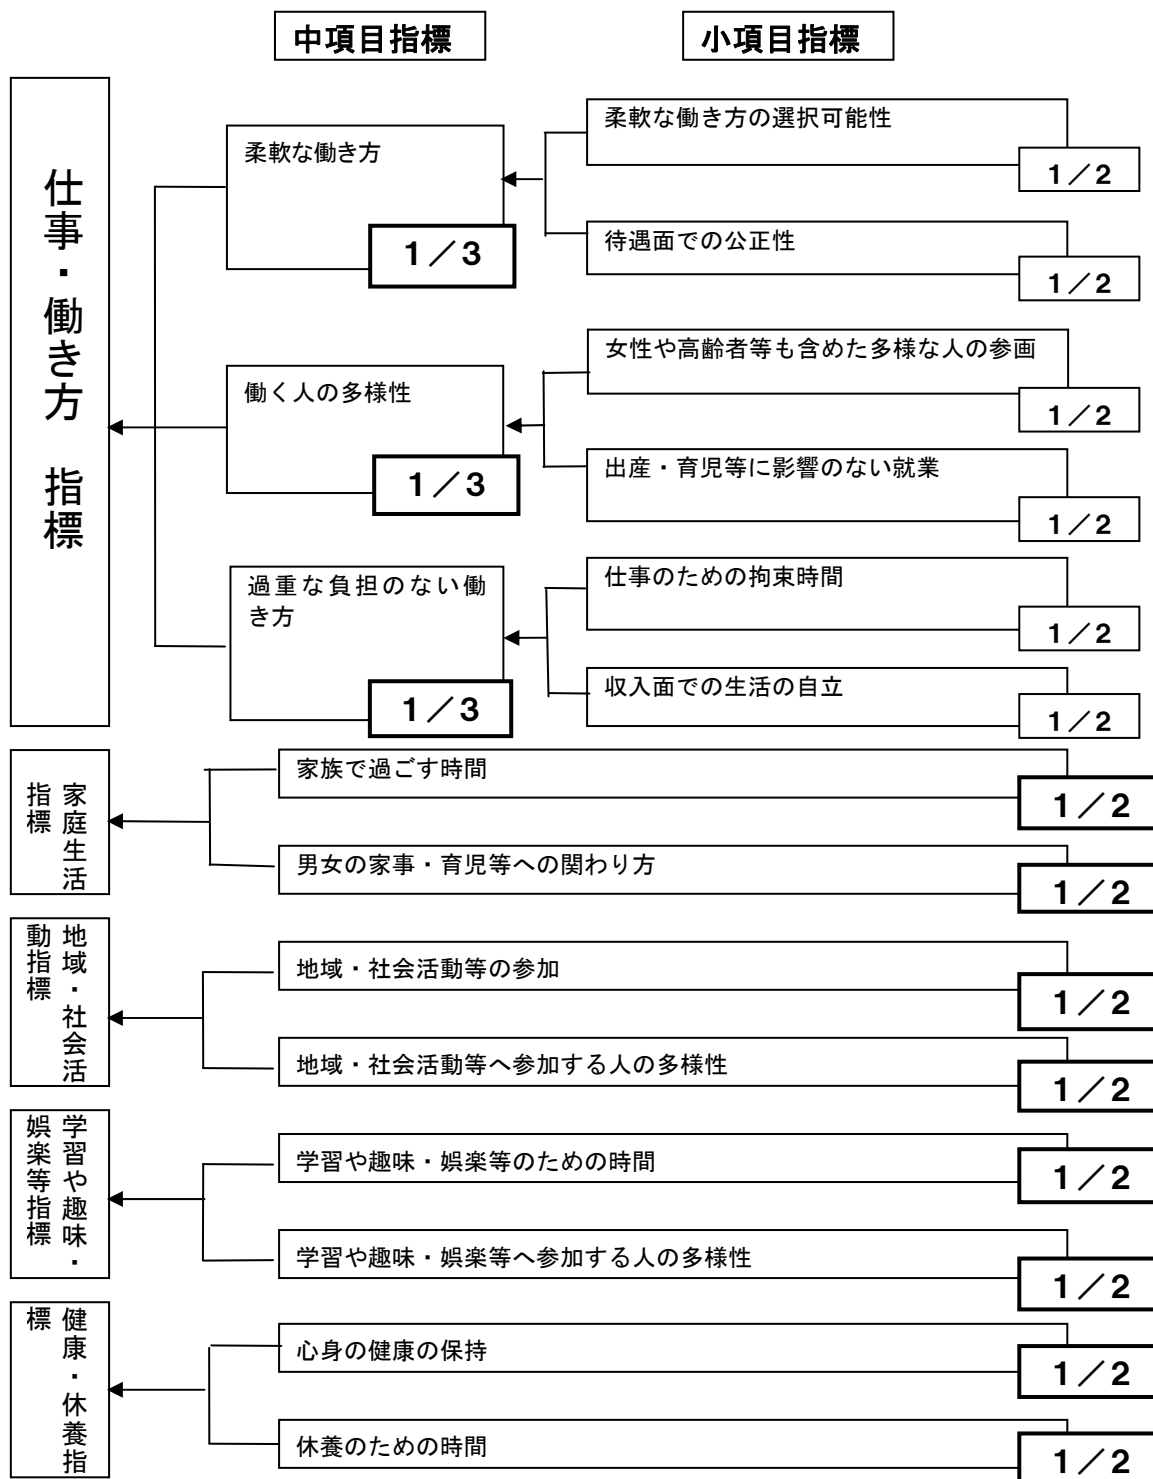 中項目指標
小項目指標
仕事・働き方　指標
柔軟な働き方
1／3
柔軟な働き方の選択可能性
1／2
待遇面での公正性
1／2
働く人の多様性
1／3
女性や高齢者等も含めた多様な人の参画
1／2
出産・育児等に影響のない就業
1／2
過重な負担のない働
き方
1／3
仕事のための拘束時間
1／2
収入面での生活の自立
1／2
家庭生活
指標
家族で過ごす時間
1／2
男女の家事・育児等への関わり方
1／2
地域・社会活
動指標
地域・社会活動等の参加
1／2
地域・社会活動等へ参加する人の多様性
1／2
学習や趣味・
娯楽等指標
学習や趣味・娯楽等のための時間
1／2
学習や趣味・娯楽等へ参加する人の多様性
1／2
健康・休養指
標
心身の健康の保持
1／2
休養のための時間
1／2